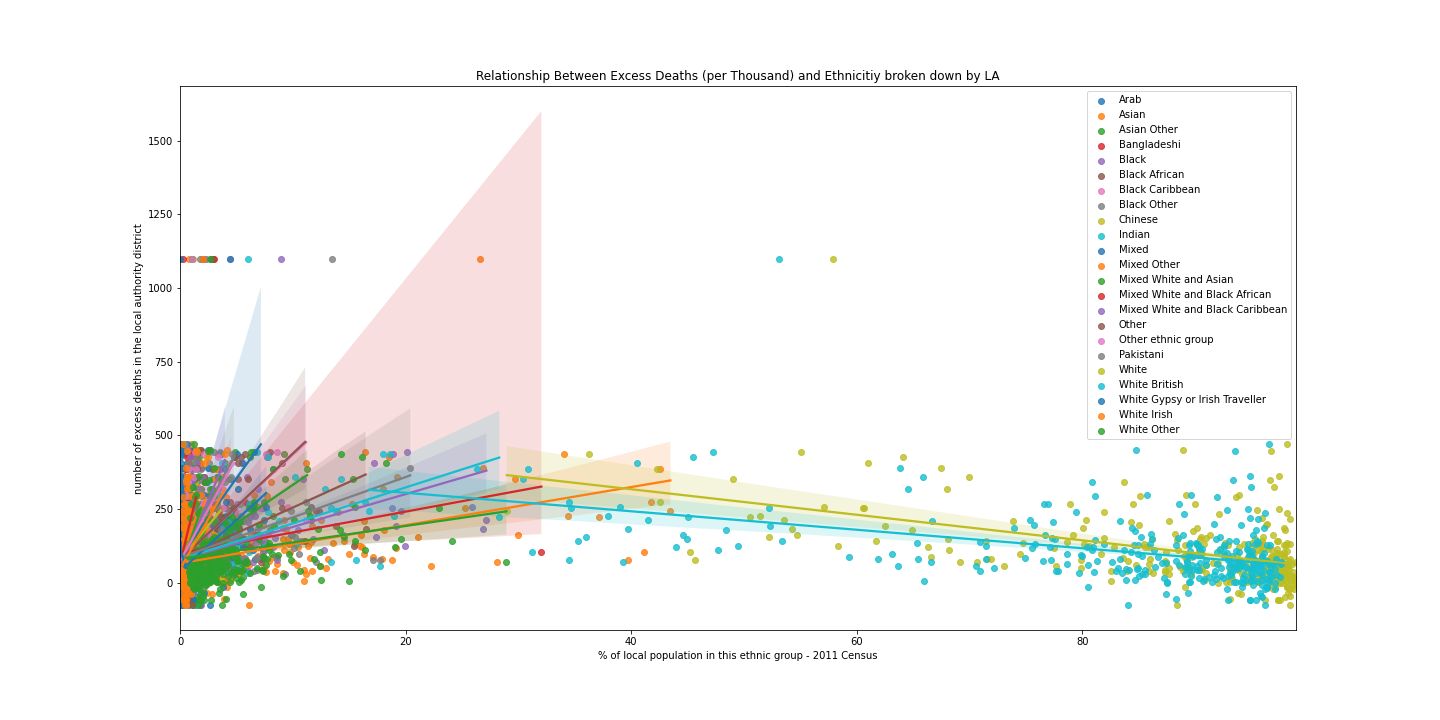 Relationship Between Excess Deaths (per Thousand) and Ethnicitiy broken down by LA
number of excess deaths in the local authority district
1500
1250
1000
750
500
250
0
0 20 40 60 80
% of local population in this ethnic group - 2011 Census
Arab
Asian
Asian Other
Bangladeshi
Black
Black African
Black Caribbean
Black Other
Chinese
Indian
Mixed
Mixed Other
Mixed White and Asian
Mixed White and Black African
Mixed White and Black Caribbean
Other
Other ethnic group
Pakistani
White
White British
White Gypsy or Irish Traveller
White Irish
White Other